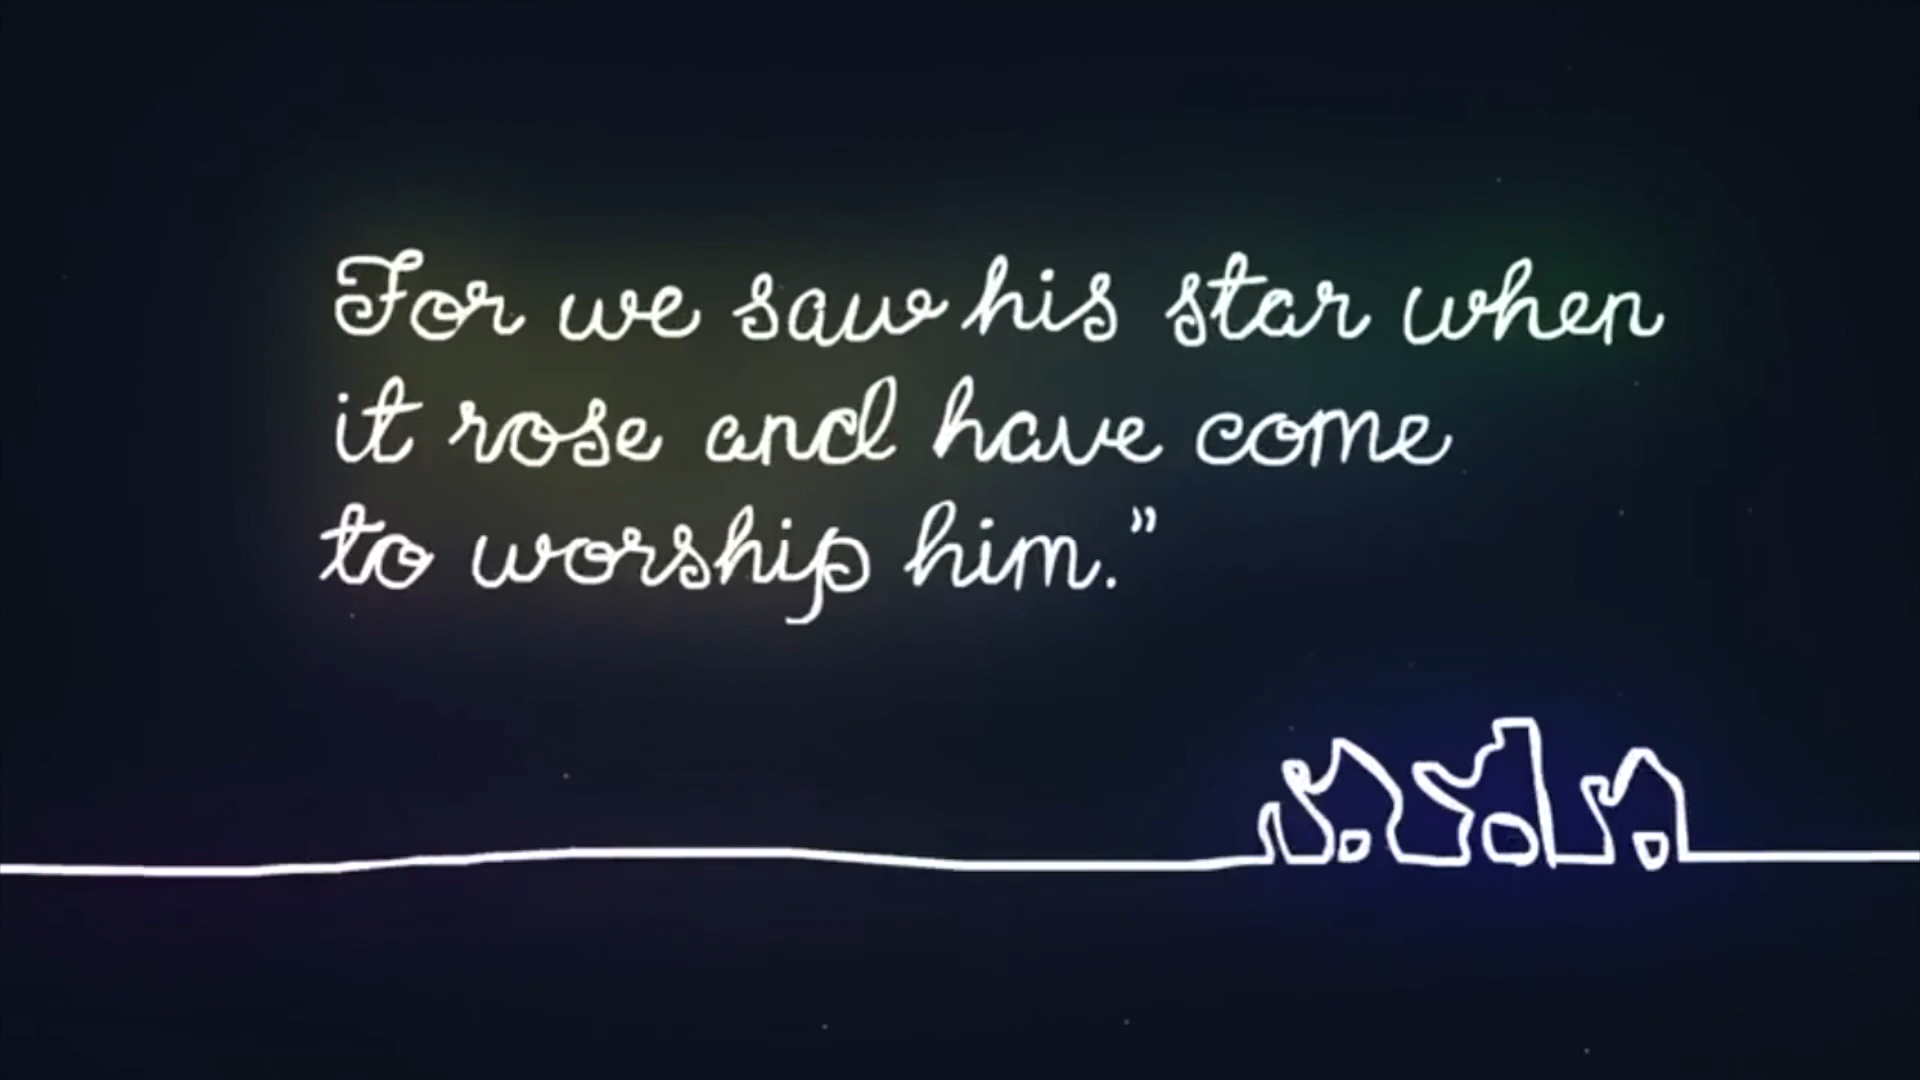 For we saw his star when
it rose and have come
to worship him.”